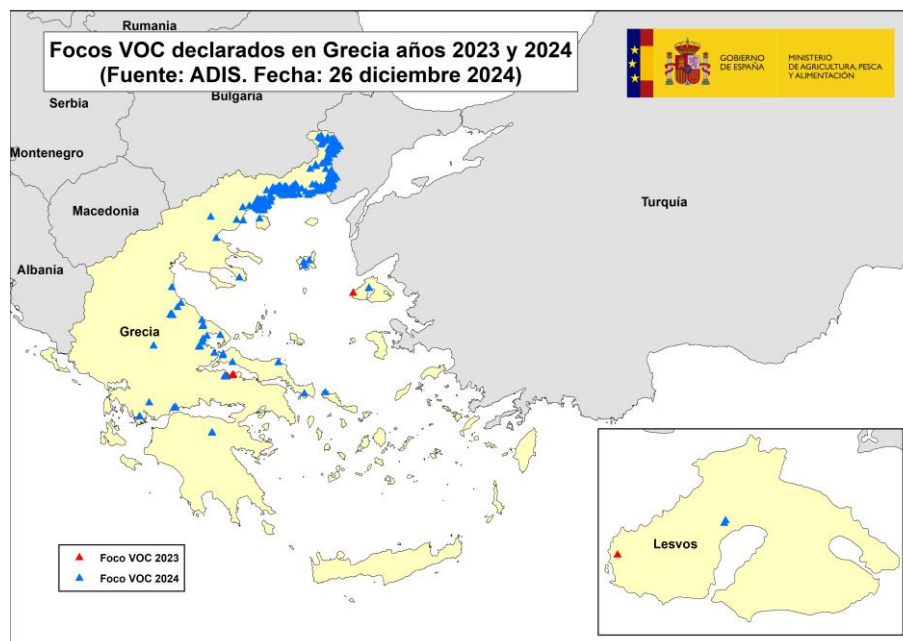 Rumania
Focos VOC declarados en Grecia años 2023 y 2024
(Fuente: ADIS. Fecha: 26 diciembre 2024)
GOBIERNO
DE ESPAÑA
MINISTERIO
DE AGRICULTURA, PESCA
Y ALIMENTACIÓN
Bulgaria
Serbia
Montenegro
Macedonia
Turquía
Albania
Grecia
Lesvos
Foco VOC 2023
Foco VOC 2024